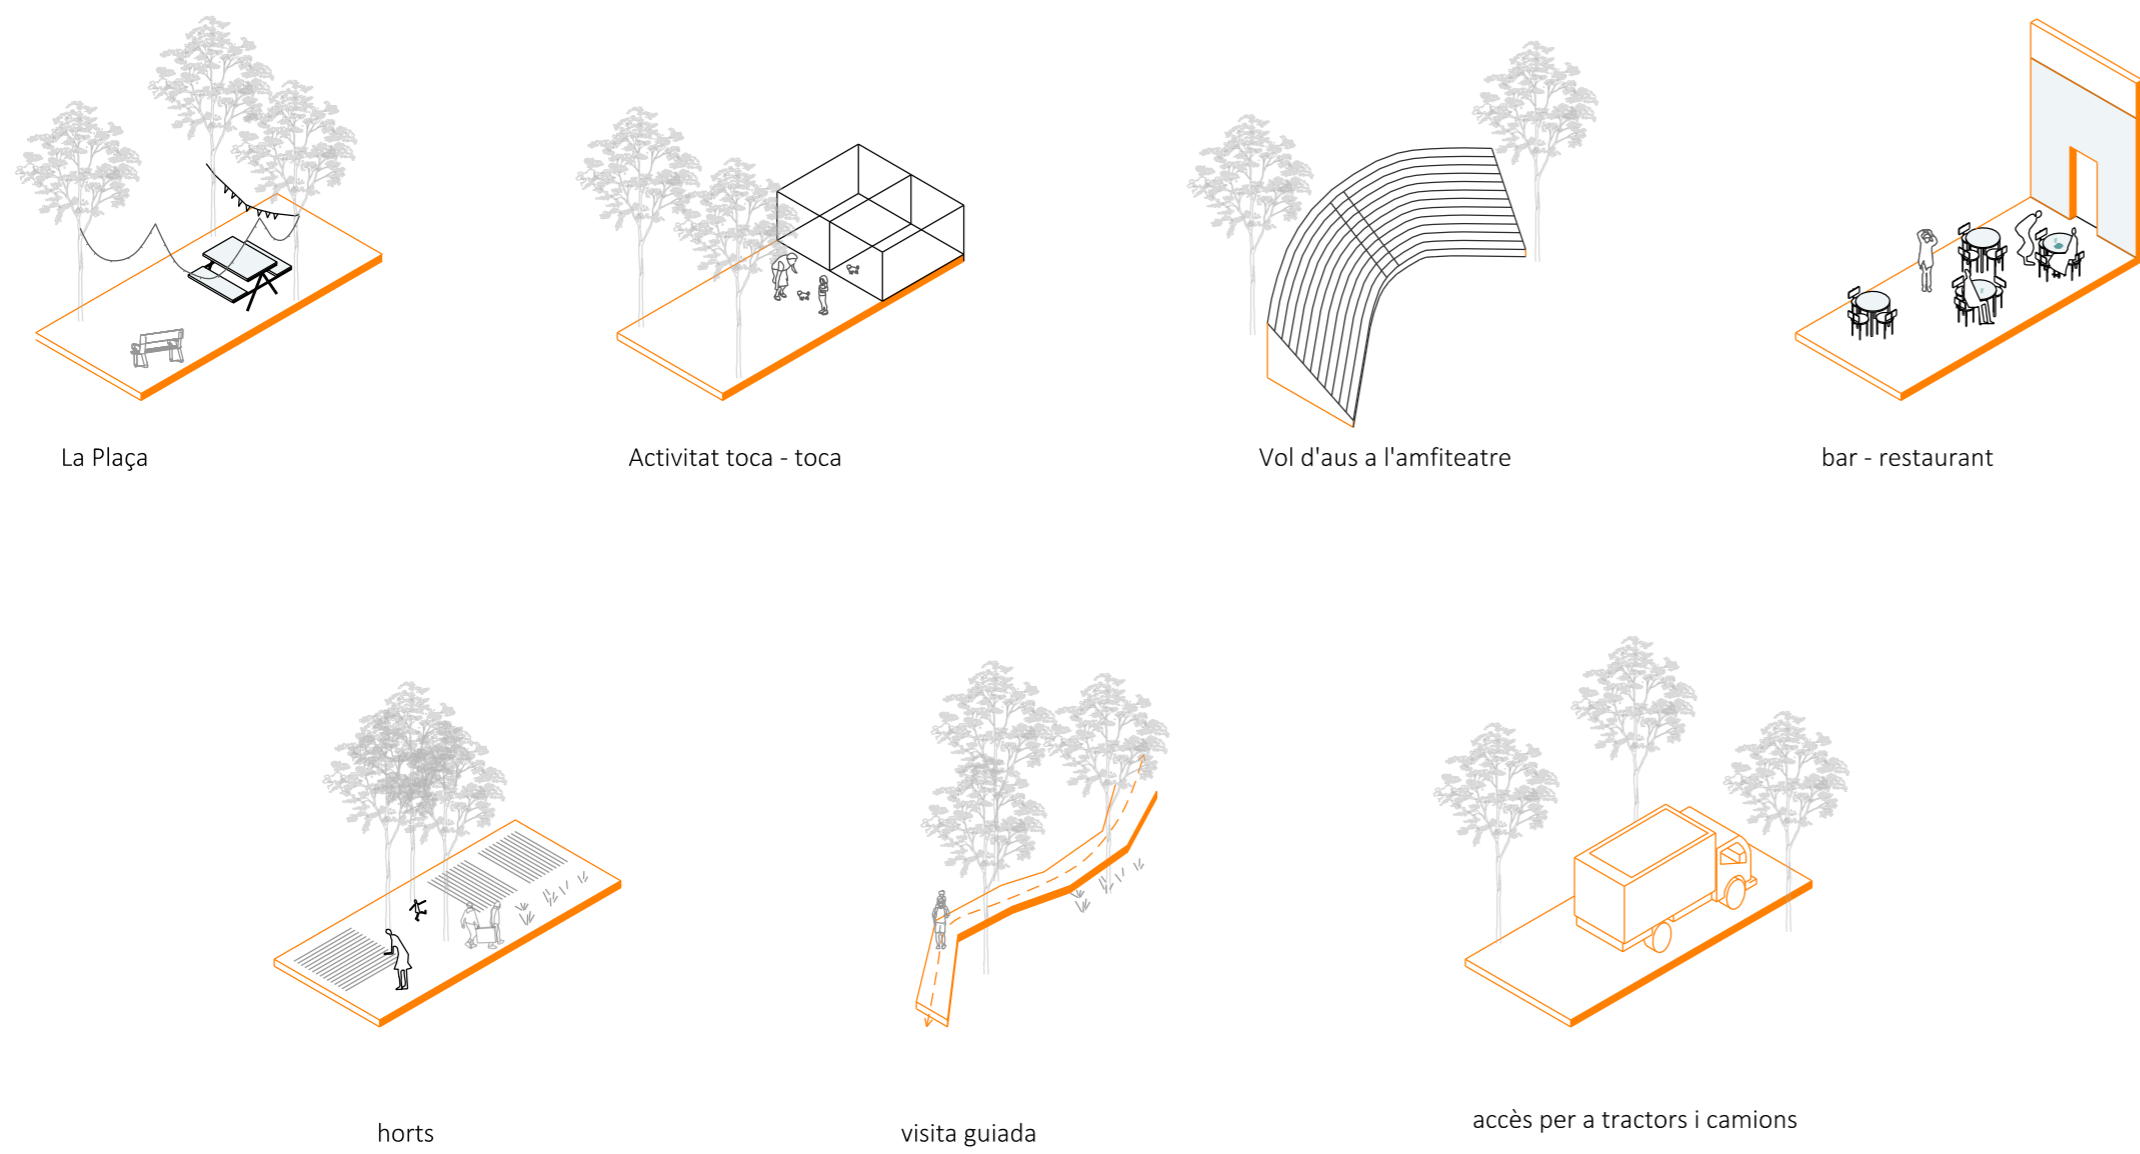 La Plaça
Activitat toca - toca
Vol d'aus a l'amfiteatre
bar - restaurant
horts
visita guiada
accès per a tractors i camions